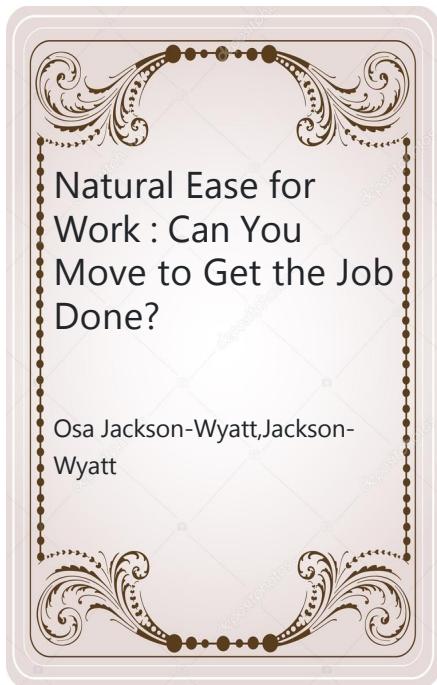 Natural Ease for
Work : Can You
Move to Get the Job
Done?
Osa Jackson-Wyatt,Jackson-
Wyatt